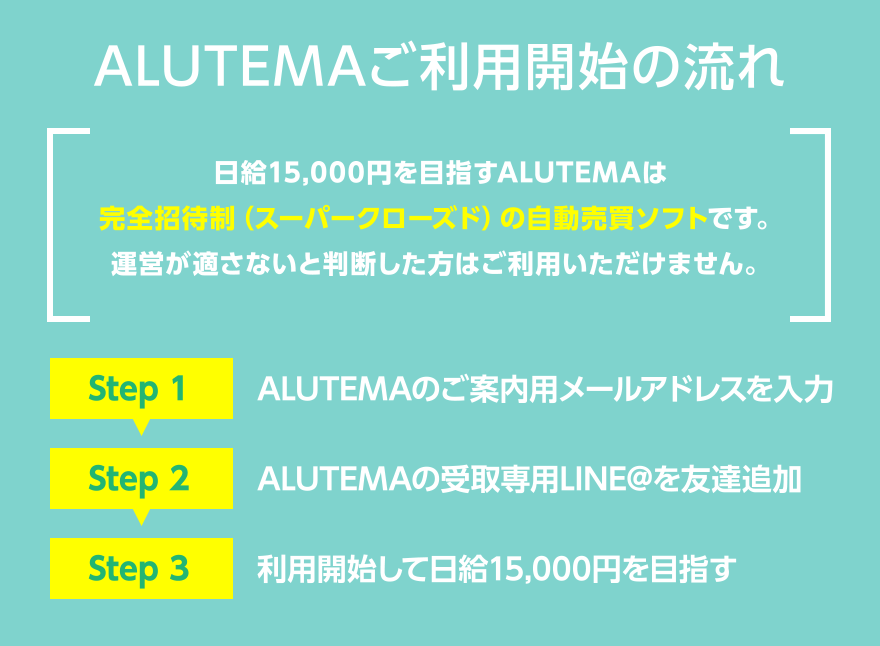 ALUTEMAご利用開始の流れ
日給15,000円を目指すALUTEMAは
完全招待制（スーパークローズド）の自動売買ソフトです。
運営が適さないと判断した方はご利用いただけません。
Step 1 ALUTEMAのご案内用メールアドレスを入力
Step 2 ALUTEMAの受取専用LINE@を友達追加
Step 3 利用開始して日給15,000円を目指す